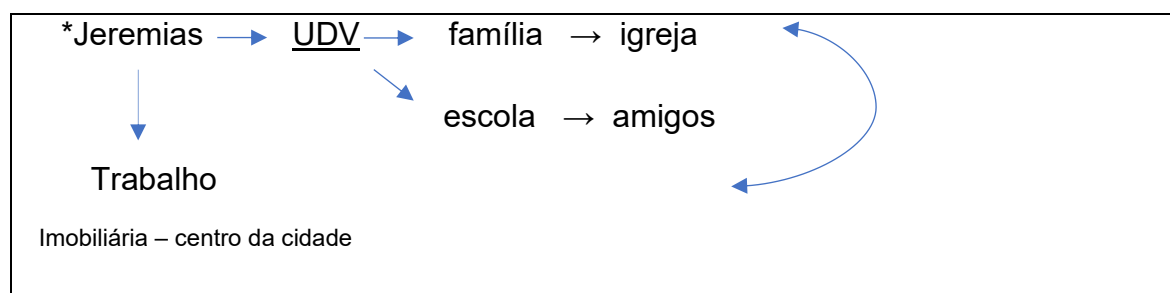 *Jeremias UDV família → igreja
escola → amigos
Trabalho
Imobiliária – centro da cidade